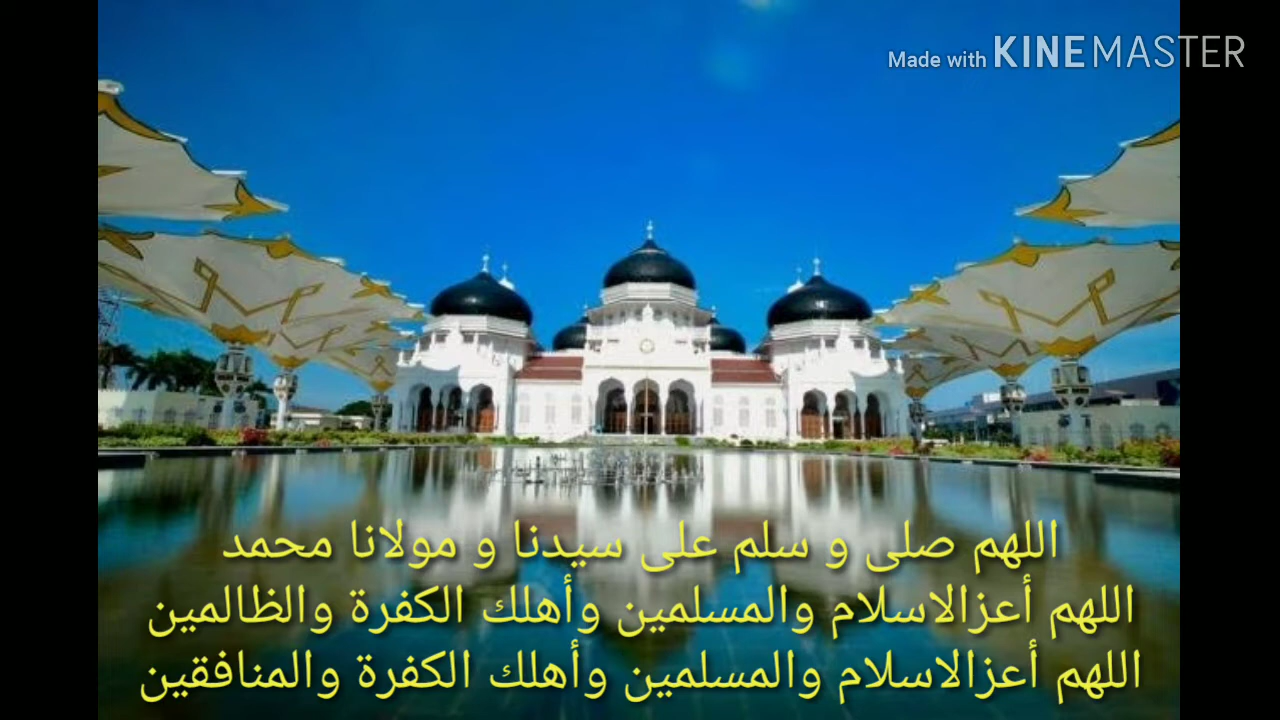 Made with KINEMASTER
اللهم صلى و سلم على سيدنا و مولانا محمد
اللهم أعزالاسلام والمسلمين وأهلك الكفرة والظالمين
اللهم أعزالاسلام والمسلمين وأهلك الكفرة والمنافقين